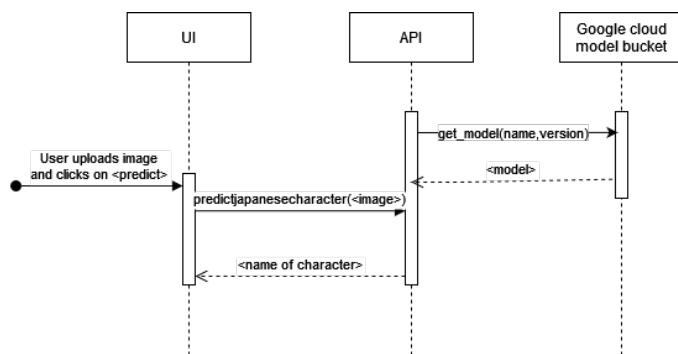 UI
API
Google cloud
model bucket
get_model(name,version)
User uploads image
and clicks on <predict>
<model>
predictjapanesecharacter(<image>)
<name of character>